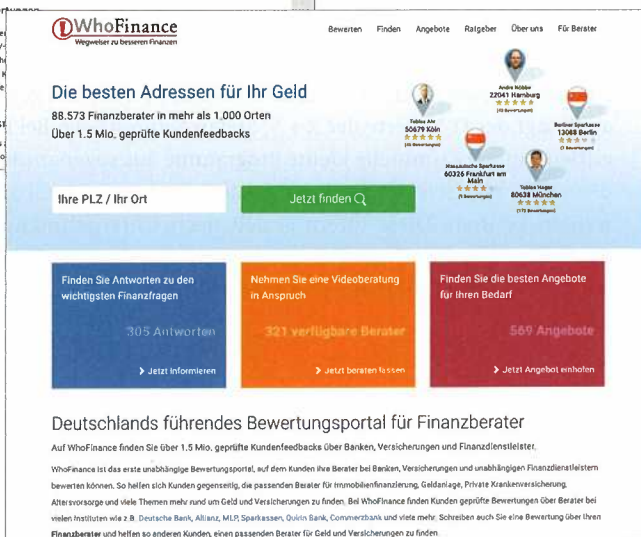 WhoFinance
Wegweiser zu besseren Finanzen
Bewerten Finden Angebote Ratgeber Über uns Für Berater
Die besten Adressen für Ihr Geld
88.573 Finanzberater in mehr als 1.000 Orten
Über 1.5 Mio. geprüfte Kundenfeedbacks
André Nöbbe
22041 Hamburg
Tobias Ahr
50679 Köln
Berliner Sparkasse
13088 Berlin
Nassauische Sparkasse
60326 Frankfurt am
Main
Tobias Hager
80638 München
Ihre PLZ / Ihr Ort
Jetzt finden
Finden Sie Antworten zu den
wichtigsten Finanzfragen
305 Antworten
Jetzt informieren
Nehmen Sie eine Videoberatung
in Anspruch
321 verfügbare Berater
Jetzt beraten lassen
Finden Sie die besten Angebote
für Ihren Bedarf
569 Angebote
Jetzt Angebot einholen
Deutschlands führendes Bewertungsportal für Finanzberater
Auf WhoFinance finden Sie über 1.5 Mio. geprüfte Kundenfeedbacks über Banken, Versicherungen und Finanzdienstleister.
WhoFinance ist das erste unabhängige Bewertungsportal, auf dem Kunden ihre Berater bei Banken, Versicherungen und unabhängigen Finanzdienstleistern
bewerten können. So helfen sich Kunden gegenseitig, die passenden Berater für Immobilienfinanzierung, Geldanlage, Private Krankenversicherung,
Altersvorsorge und viele Themen mehr rund um Geld und Versicherungen zu finden. Bei WhoFinance finden Kunden geprüfte Bewertungen über Berater bei
vielen Instituten wie z.B. Deutsche Bank, Allianz, MLP, Sparkassen, Quirin Bank, Commerzbank und viele mehr. Schreiben auch Sie eine Bewertung über Ihren
Finanzberater und helfen so anderen Kunden, einen passenden Berater für Geld und Versicherungen zu finden.